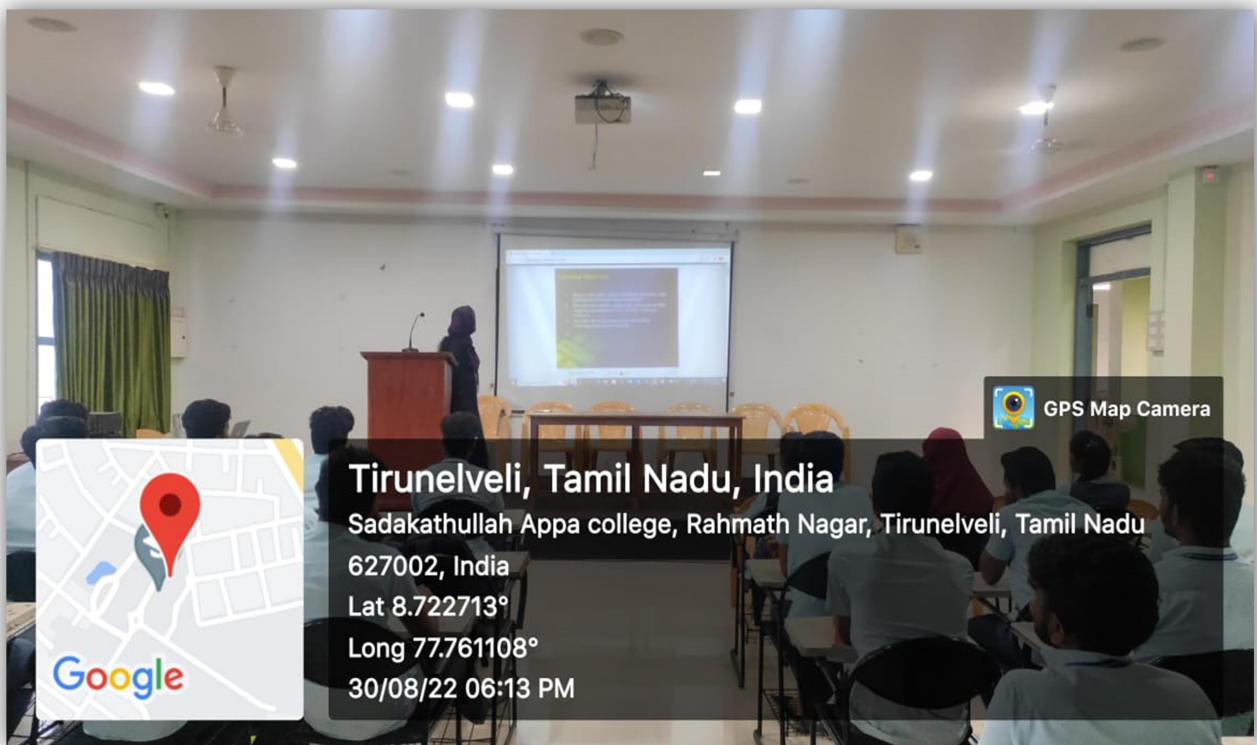 GPS Map Camera
Tirunelveli, Tamil Nadu, India
Sadakathullah Appa college, Rahmath Nagar, Tirunelveli, Tamil Nadu
627002, India
Lat 8.722713°
Long 77.761108°
30/08/22 06:13 PM
Google